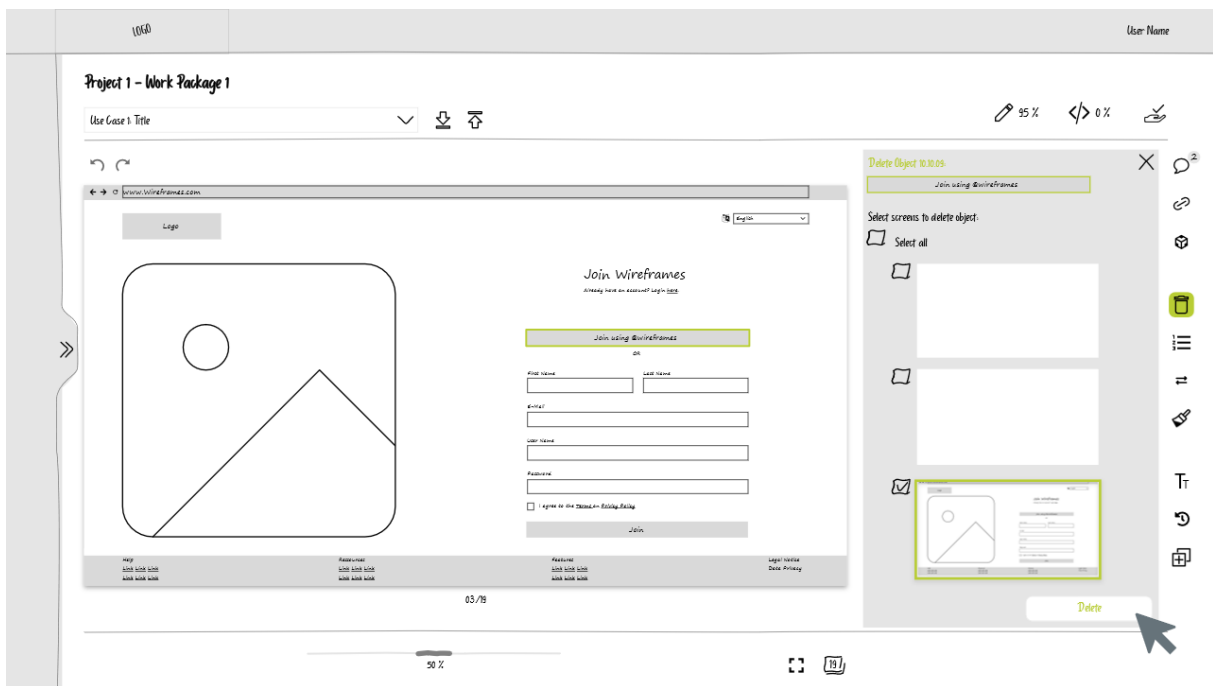 LOGO
User Name
Project 1 - Work Package 1
Use Case 1: Title
95 %
</> 0 %
Delete Object 10.10.03:
Join using @wireframes
Select screens to delete object:
Select all
2
www.Wireframes.com
Logo
English
Join Wireframes
Already have an account? Login here.
Join using @wireframes
OR
First Name
Last Name
E-Mail
User Name
Password
I agree to the Terms an Privacy Policy
Join
Help
Link Link Link
Link Link Link
Resources
Link Link Link
Link Link Link
Features
Link Link Link
Link Link Link
Legal Notice
Data Privacy
03/19
Delete
50 %
19